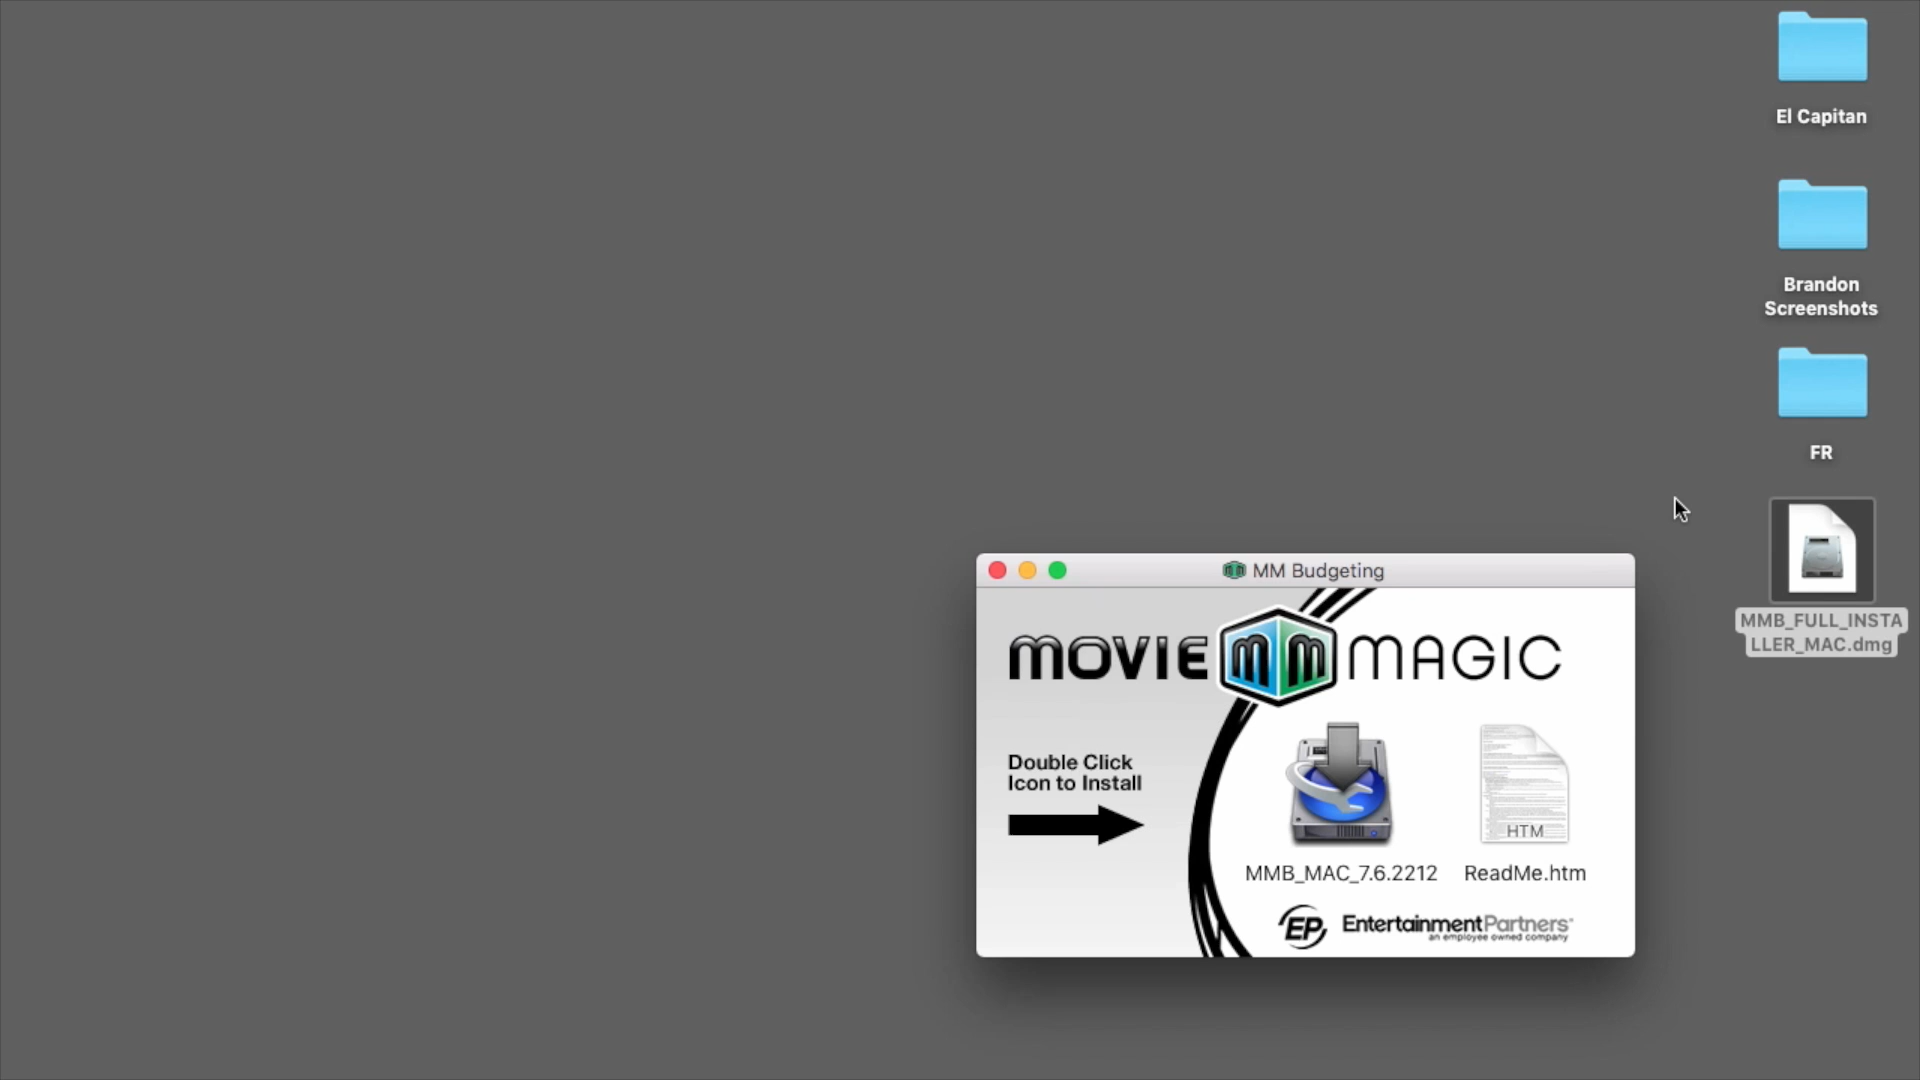 El Capitan
Brandon
Screenshots
FR
MMB_FULL_INSTA
LLER_MAC.dmg
MM Budgeting
MOVIE MM MAGIC
Double Click
Icon to Install
HTM
MMB_MAC_7.6.2212
ReadMe.htm
EP EntertainmentPartners
an employee owned company